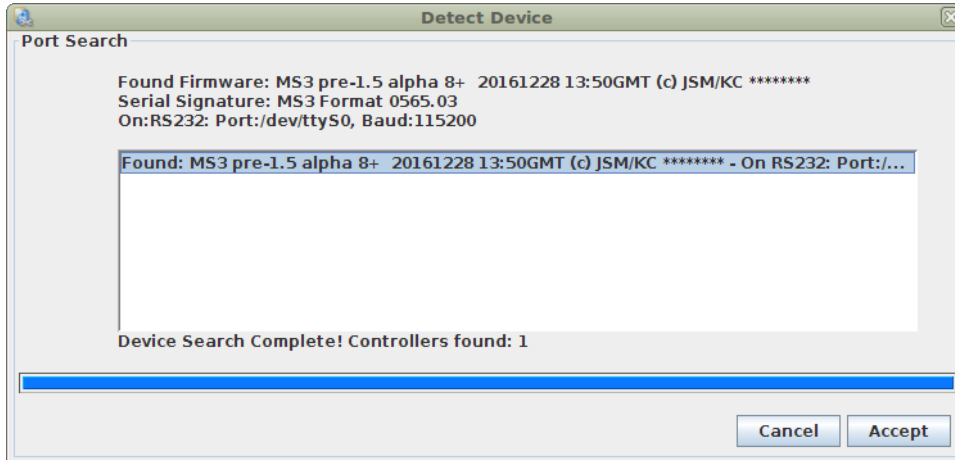 Detect Device
Port Search
Found Firmware: MS3 pre-1.5 alpha 8+  20161228 13:50GMT (c) JSM/KC ********
Serial Signature: MS3 Format 0565.03
On:RS232: Port:/dev/ttyS0, Baud:115200
Found: MS3 pre-1.5 alpha 8+  20161228 13:50GMT (c) JSM/KC ******** - On RS232: Port:/...
Device Search Complete! Controllers found: 1
Cancel Accept